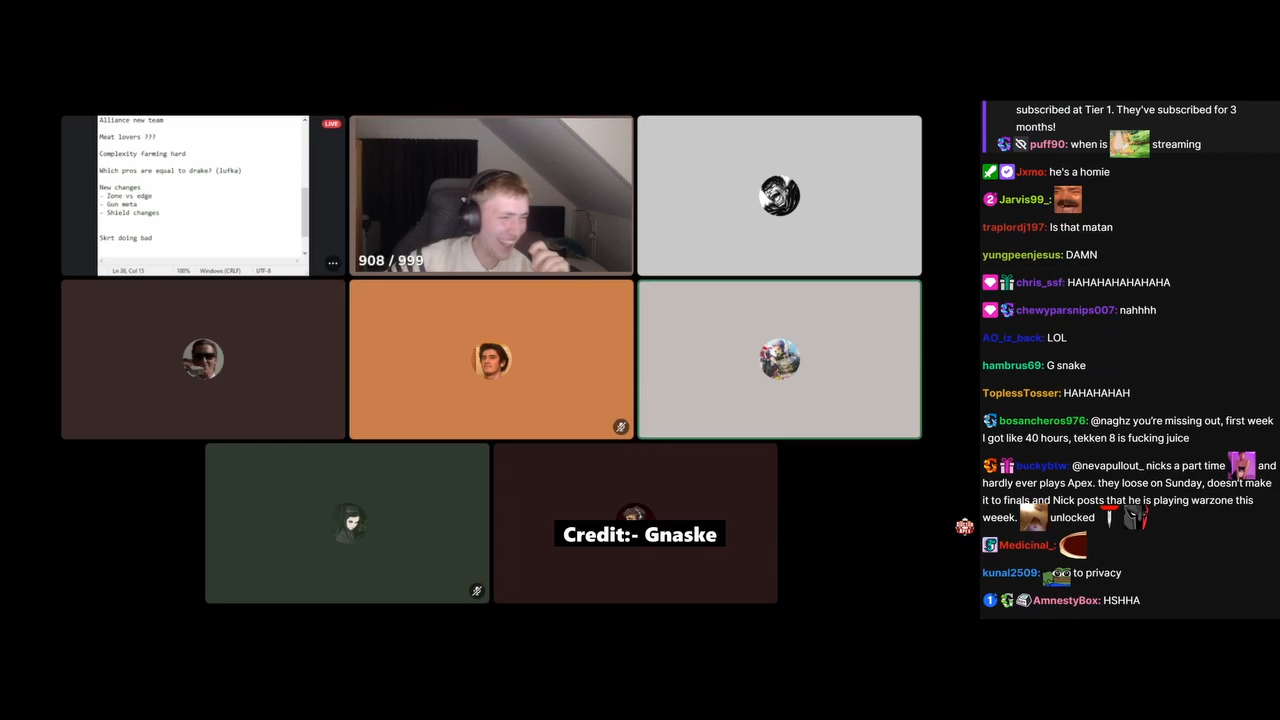 Alliance new team
Meat lovers ???
Complexity farming hard
Which pros are equal to drake? (lufka)
New changes
- Zone vs edge
- Gun meta
- Shield changes
Skrt doing bad
Ln 36, Col 15 100% Windows (CRLF) UTF-8
LIVE
908 / 999
Credit:- Gnaske
subscribed at Tier 1. They've subscribed for 3
months!
puff90: when is streaming
Jxmo: he's a homie
2 Jarvis99_:
traplordj197: Is that matan
yungpeenjesus: DAMN
chris_ssf: HAHAHAHAHAHAHA
chewyparsnips007: nahhhh
AO_iz_back: LOL
hambrus69: G snake
ToplessTosser: HAHAHAHAH
bosancheros976: @naghz you're missing out, first week
I got like 40 hours, tekken 8 is fucking juice
buckybtw: @nevapullout_ nicks a part time and
hardly ever plays Apex. they loose on Sunday, doesn't make
it to finals and Nick posts that he is playing warzone this
weeek. unlocked
Medicinal_:
kunal2509: to privacy
1 AmnestyBox: HSHHA